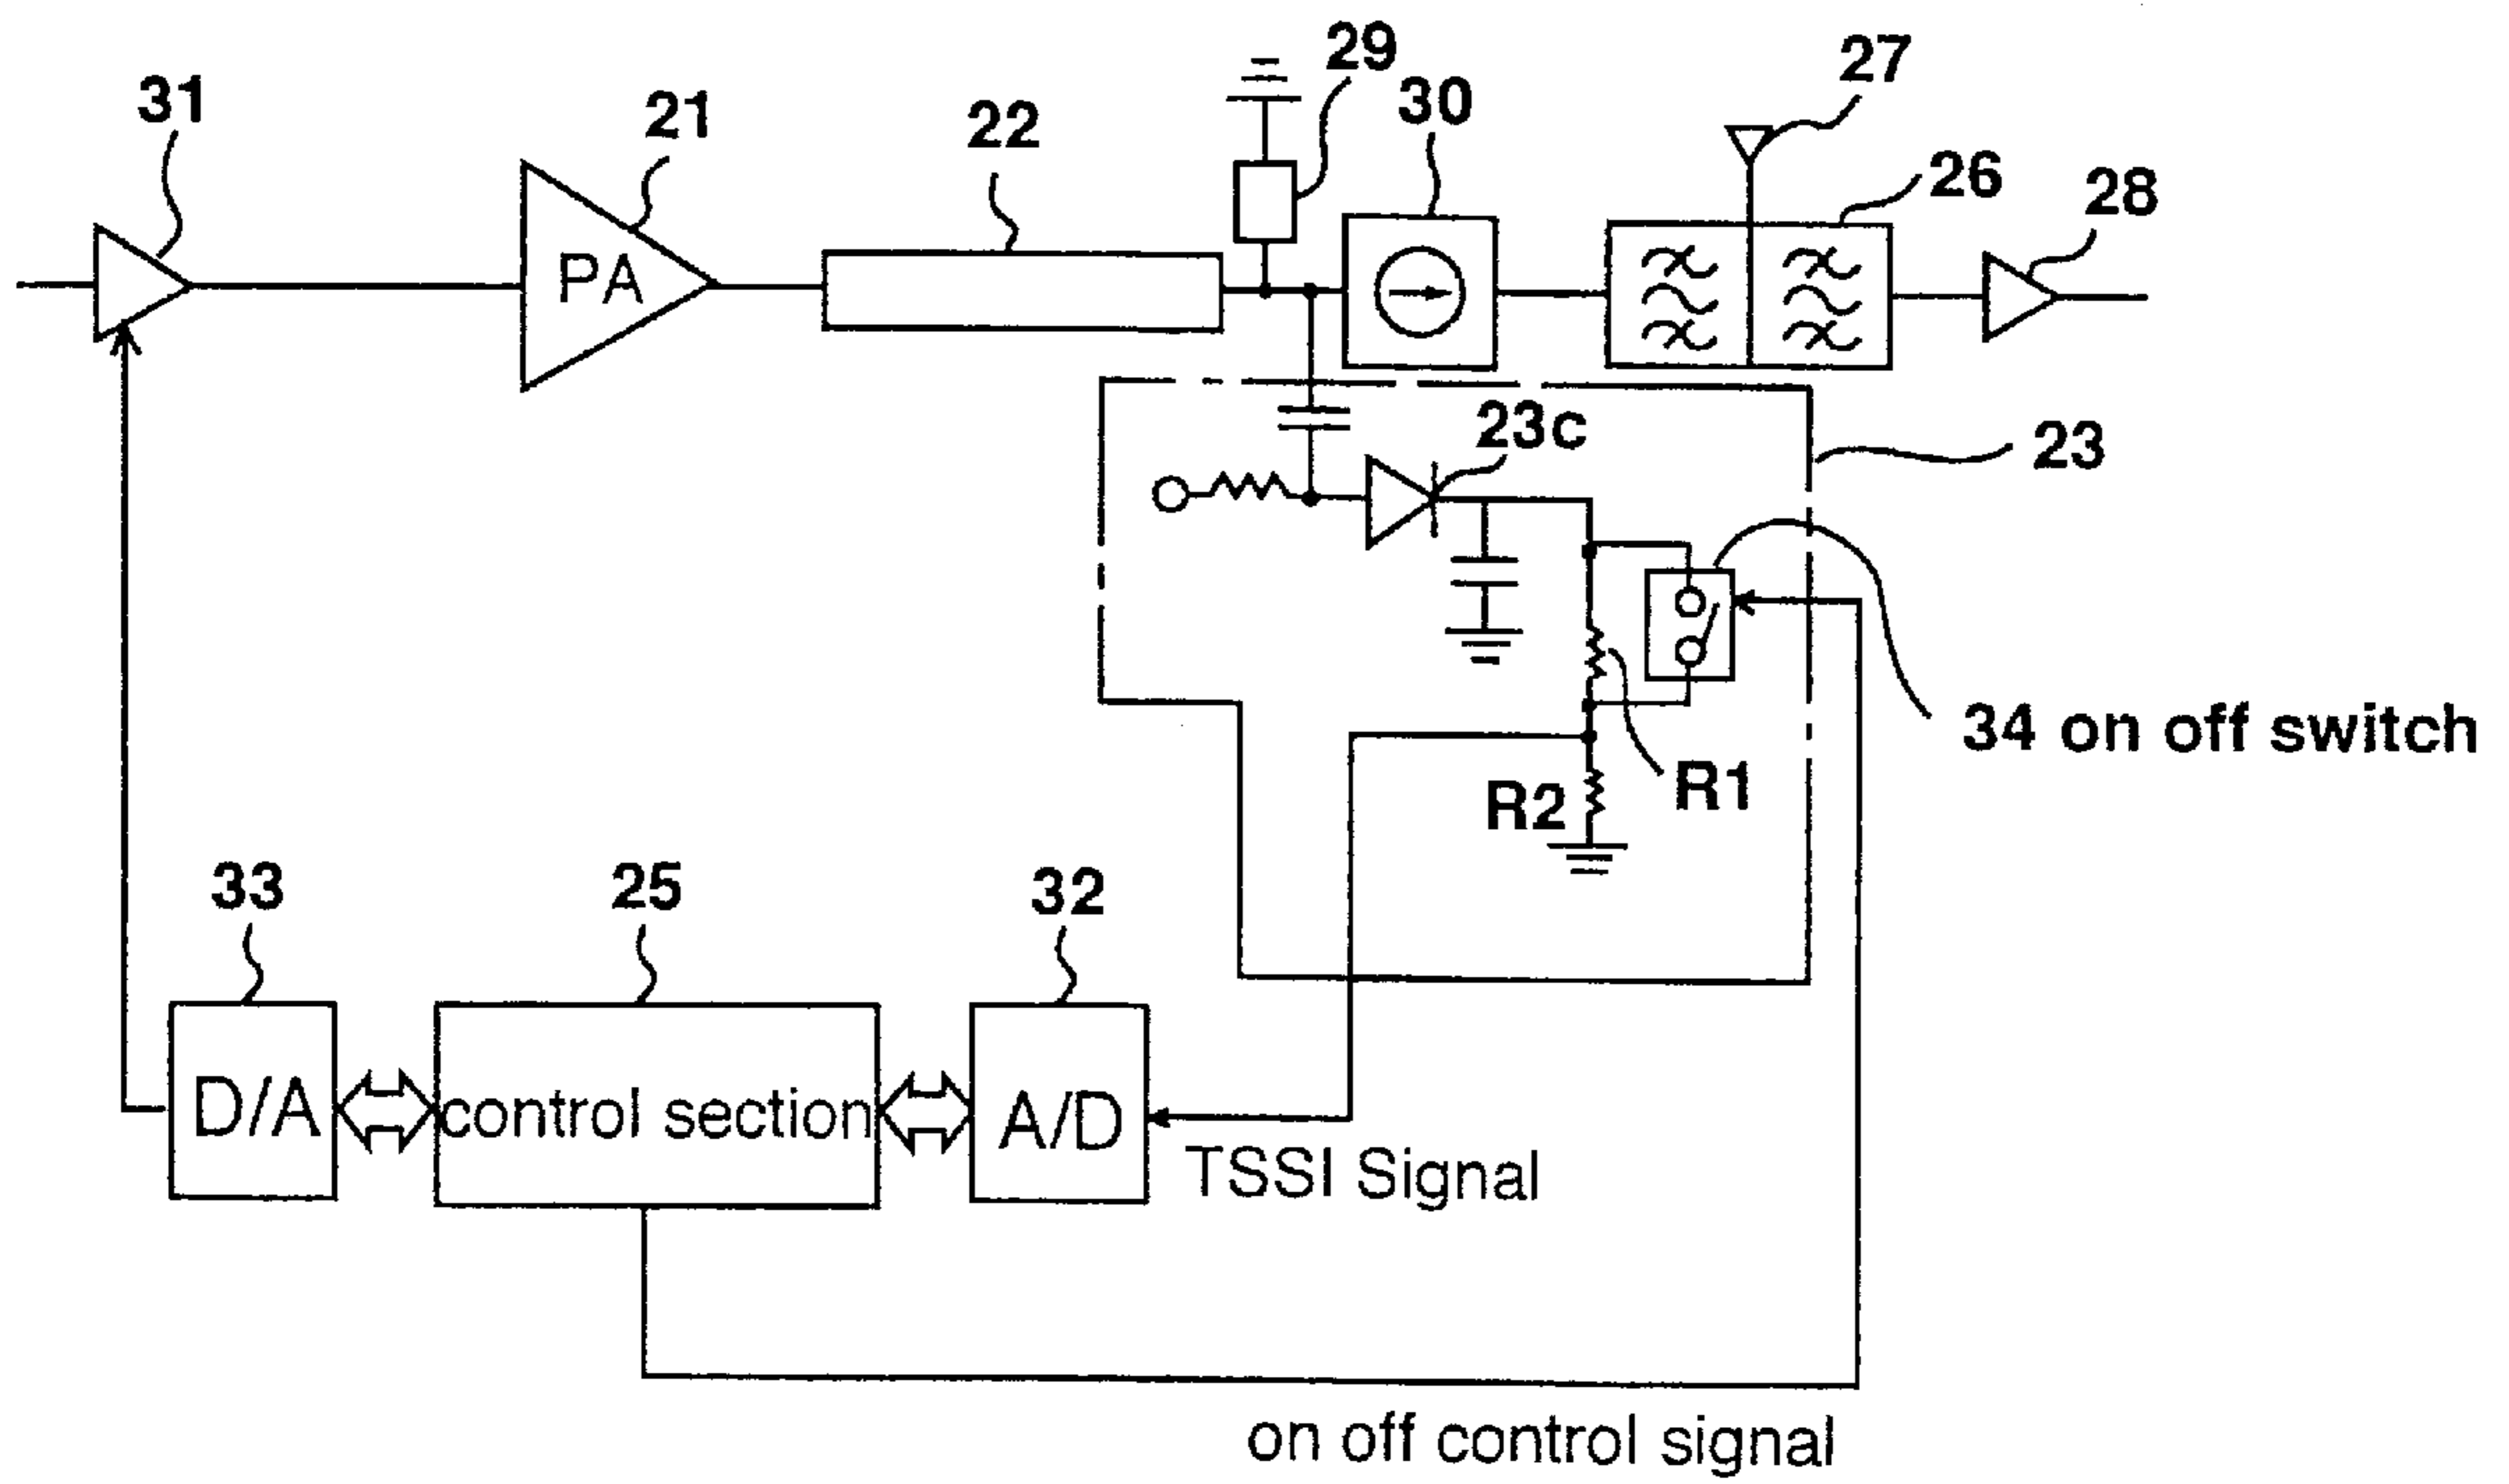 29
27
31
30
21
22
26
28
PA
23c
23
34 on off switch
R1
R2
33
25
32
D/A
control section
A/D
TSSI Signal
on off control signal